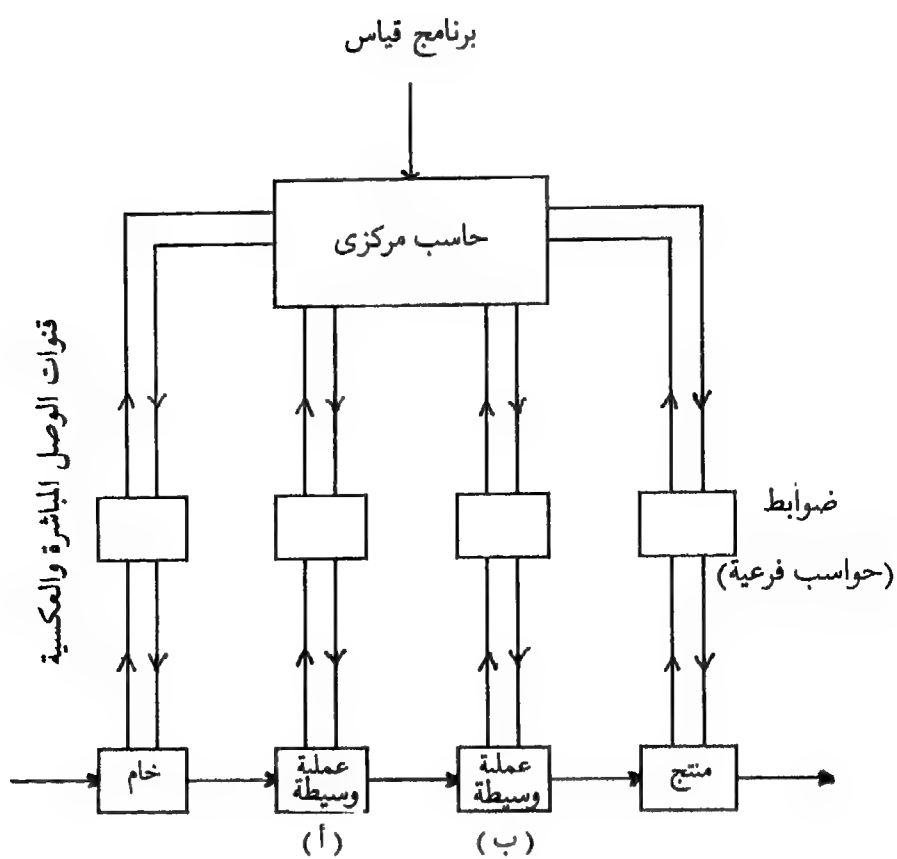 برنامج قياس
حاسب مركزى
قنوات الوصل المباشرة والعكسية
ضوابط
(حواسب فرعية)
خام
عملية
وسيطة
(أ)
عملية
وسيطة
(ب)
منتج